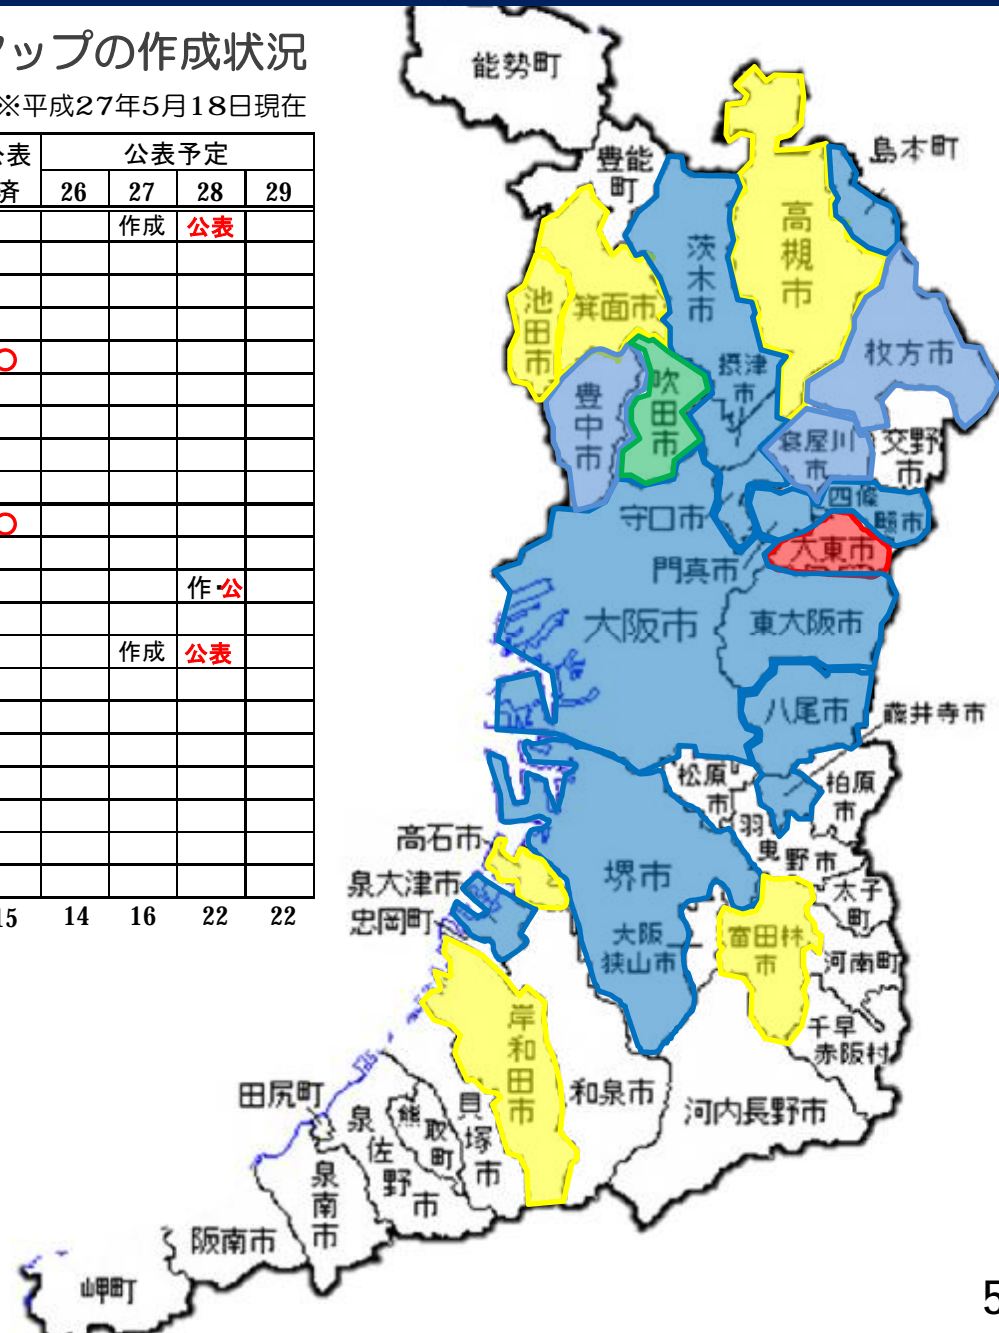 ップの作成状況
※平成27年5月18日現在
表 公表予定
済 26 27 28 29
作成 公表
○
○
作・公
作成 公表
15 14 16 22 22
能勢町
豊能町
島本町
高槻市
茨木市
池田市
箕面市
枚方市
摂津市
吹田市
豊中市
寝屋川市
交野市
四條畷市
守口市
大東市
門真市
大阪市
東大阪市
八尾市
藤井寺市
松原市
柏原市
羽曳野市
高石市
堺市
泉大津市
太子町
忠岡町
大阪狭山市
富田林市
河南町
岸和田市
千早赤阪村
和泉市
河内長野市
田尻町
貝塚市
熊取町
泉佐野市
泉南市
阪南市
岬町
5